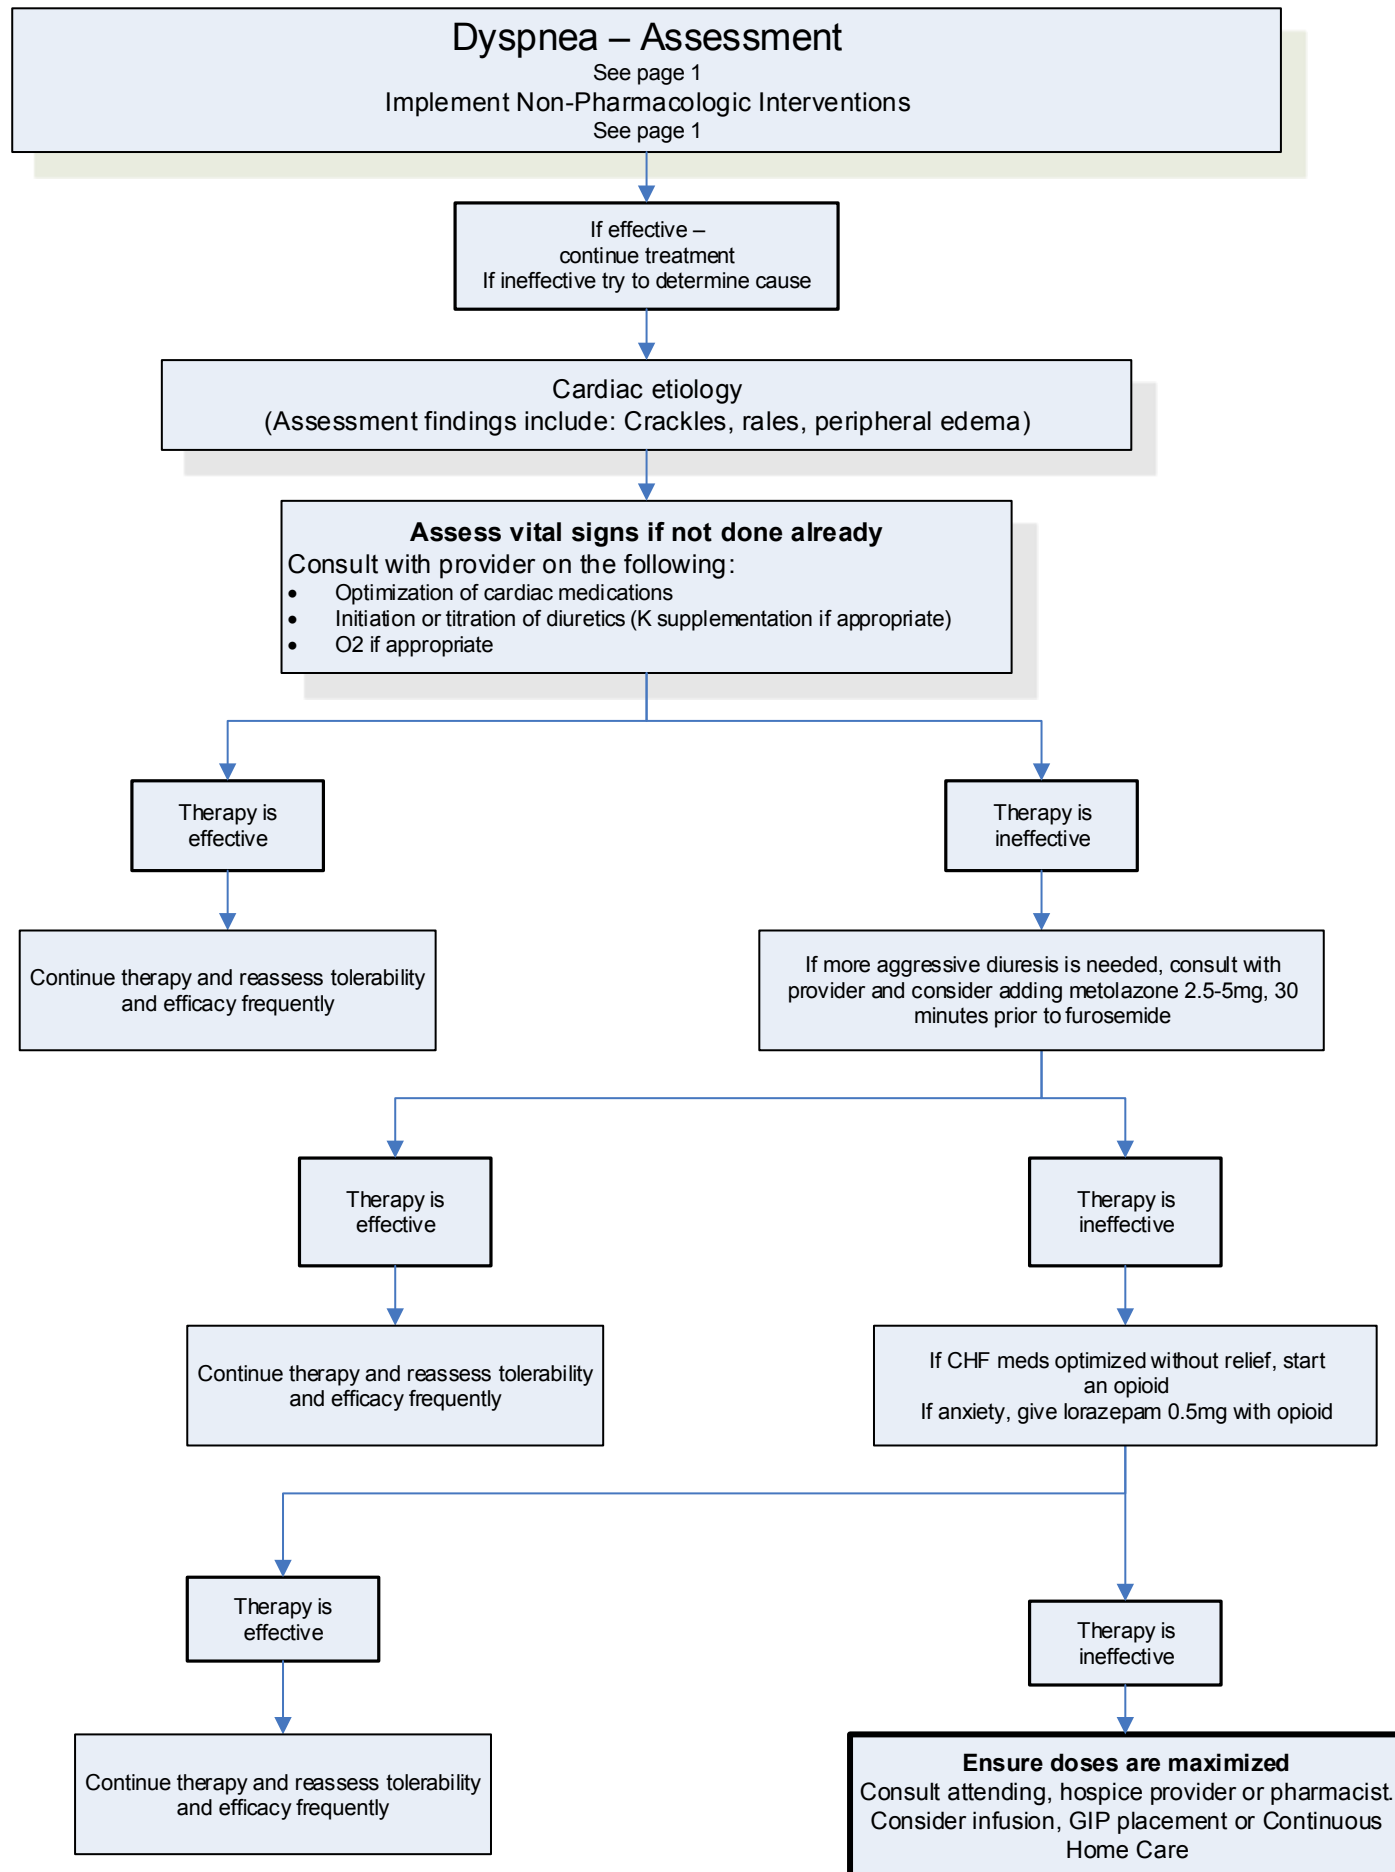 Dyspnea – Assessment
See page 1
Implement Non-Pharmacologic Interventions
See page 1
If effective –
continue treatment
If ineffective try to determine cause
Cardiac etiology
(Assessment findings include: Crackles, rales, peripheral edema)
Assess vital signs if not done already
Consult with provider on the following:
• Optimization of cardiac medications
• Initiation or titration of diuretics (K supplementation if appropriate)
• O2 if appropriate
Therapy is
effective
Therapy is
ineffective
Continue therapy and reassess tolerability
and efficacy frequently
If more aggressive diuresis is needed, consult with
provider and consider adding metolazone 2.5-5mg, 30
minutes prior to furosemide
Therapy is
effective
Therapy is
ineffective
Continue therapy and reassess tolerability
and efficacy frequently
If CHF meds optimized without relief, start
an opioid
If anxiety, give lorazepam 0.5mg with opioid
Therapy is
effective
Therapy is
ineffective
Continue therapy and reassess tolerability
and efficacy frequently
Ensure doses are maximized
Consult attending, hospice provider or pharmacist.
Consider infusion, GIP placement or Continuous
Home Care